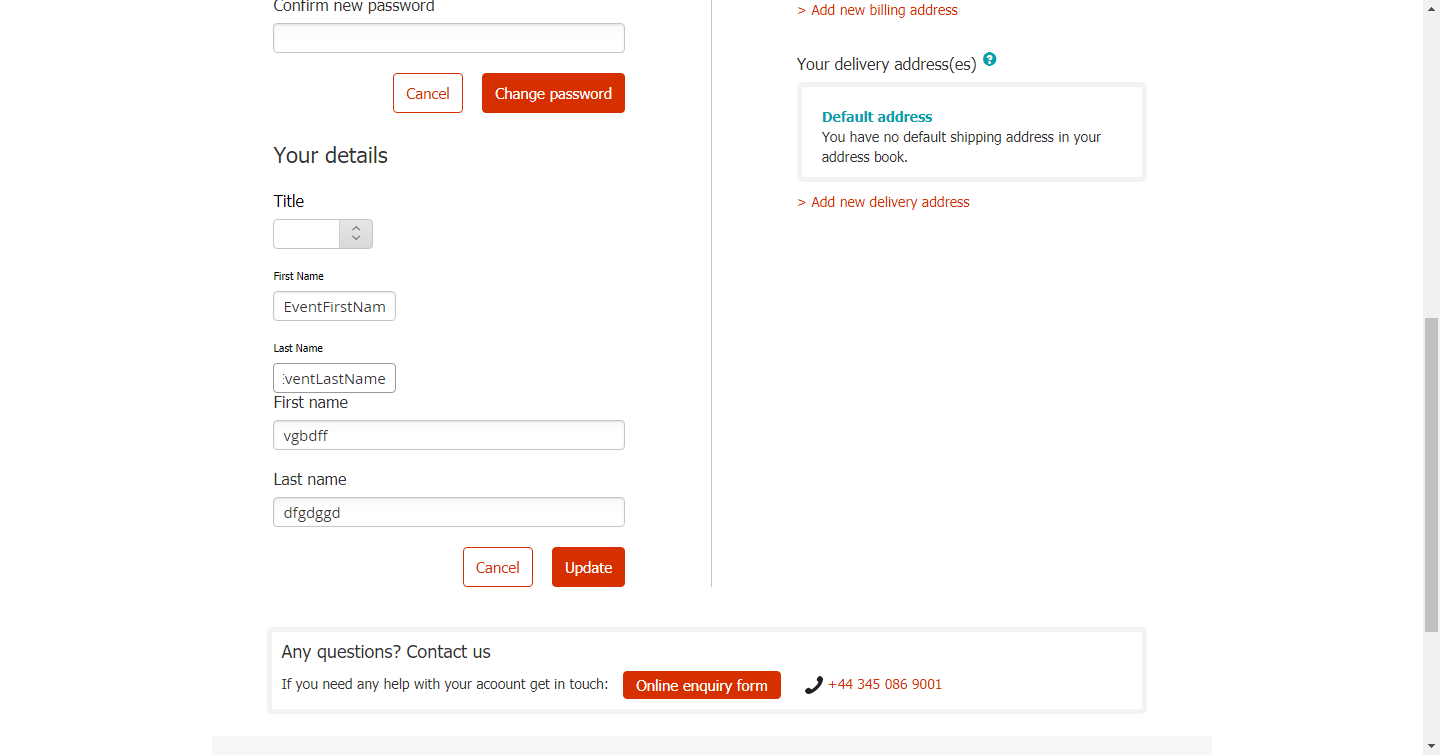 Confirm new password
Cancel
Change password
Your details
Title
First Name
EventFirstNam
Last Name
EventLastName
First name
vgbdff
Last name
dfgdggd
Cancel
Update
> Add new billing address
Your delivery address(es) ?
Default address
You have no default shipping address in your
address book.
> Add new delivery address
Any questions? Contact us
If you need any help with your acoount get in touch:
Online enquiry form
+44 345 086 9001